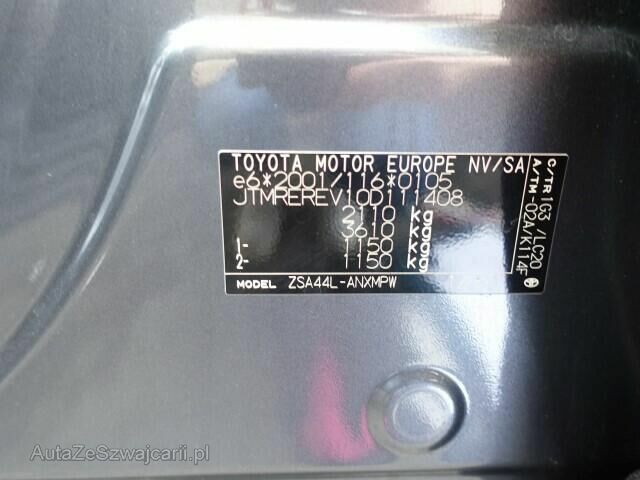 TOYOTA MOTOR EUROPE NV/SA
e6*2001/116*0105
JTMREREV10D111408
2110 kg
3610 kg
1- 1150 kg
2- 1150 kg
MODEL ZSA44L-ANXMPW
C/TR 1G3 /LC20
A/TM -02A/K114F
AutaZeSzwajcarii.pl